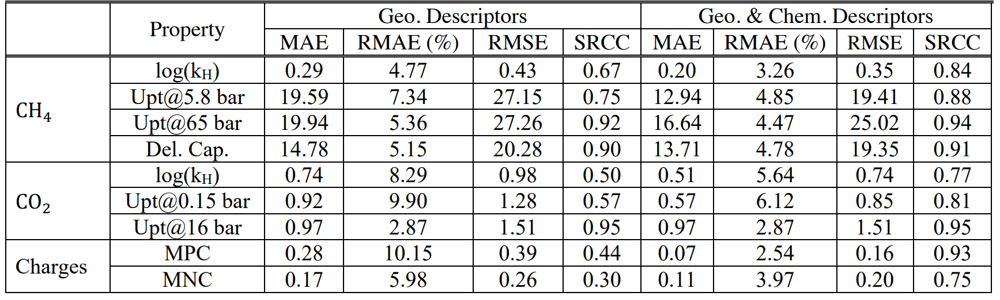 Property Geo. Descriptors Geo. & Chem. Descriptors
MAE RMAE (%) RMSE SRCC MAE RMAE (%) RMSE SRCC
CH₄ log(k_H) 0.29 4.77 0.43 0.67 0.20 3.26 0.35 0.84
Upt@5.8 bar 19.59 7.34 27.15 0.75 12.94 4.85 19.41 0.88
Upt@65 bar 19.94 5.36 27.26 0.92 16.64 4.47 25.02 0.94
Del. Cap. 14.78 5.15 20.28 0.90 13.71 4.78 19.35 0.91
CO₂ log(k_H) 0.74 8.29 0.98 0.50 0.51 5.64 0.74 0.77
Upt@0.15 bar 0.92 9.90 1.28 0.57 0.57 6.12 0.85 0.81
Upt@16 bar 0.97 2.87 1.51 0.95 0.97 2.87 1.51 0.95
Charges MPC 0.28 10.15 0.39 0.44 0.07 2.54 0.16 0.93
MNC 0.17 5.98 0.26 0.30 0.11 3.97 0.20 0.75